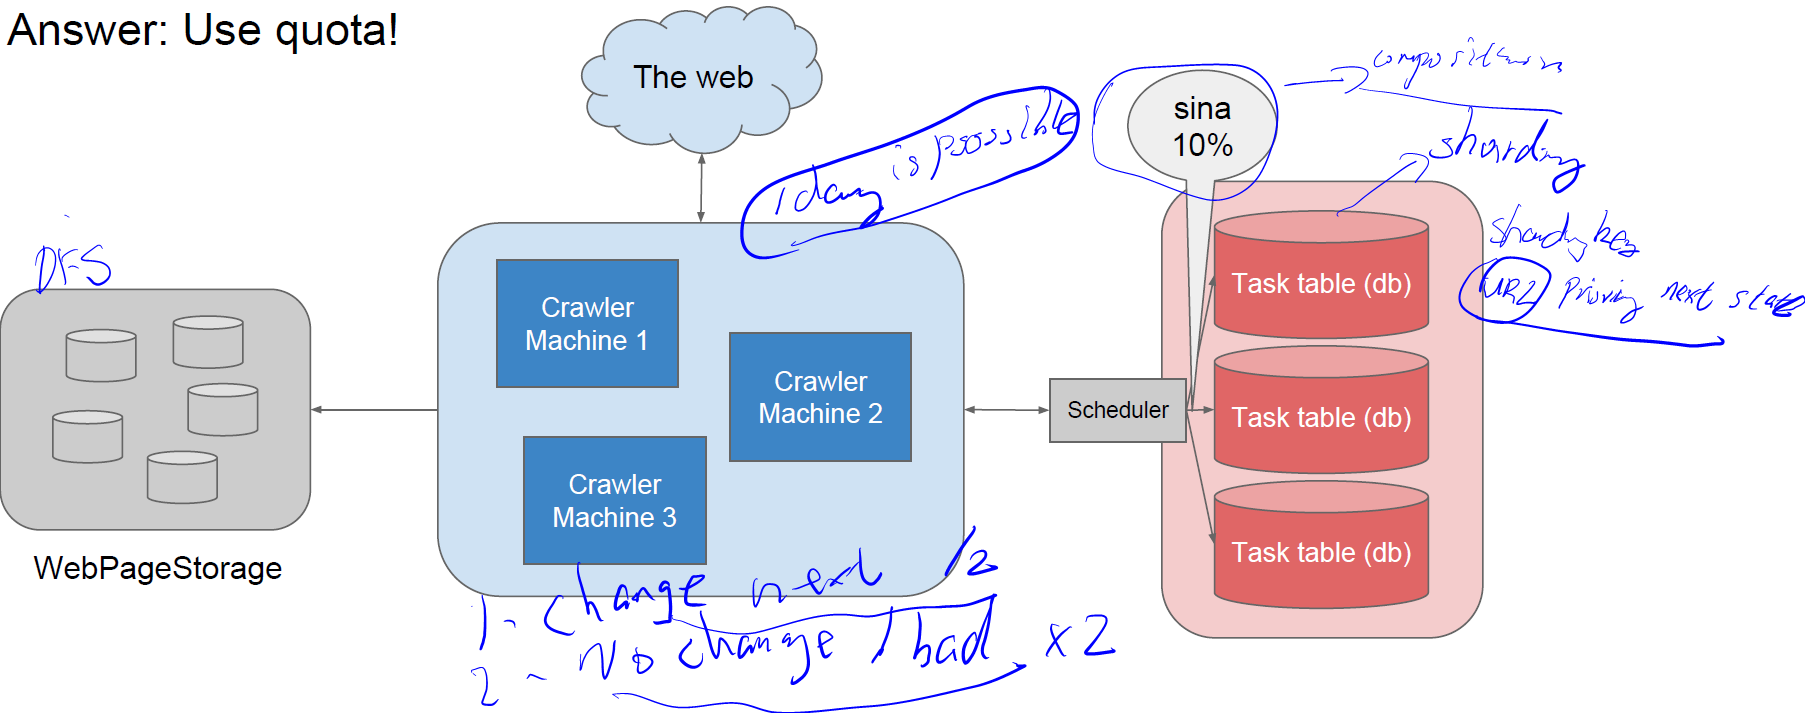 Answer: Use quota!
The web
composition
sina
10%
sharding
1 day is possible
DFS
sharding key
URL priority next state
Crawler
Machine 1
Task table (db)
Crawler
Machine 2
Scheduler
Task table (db)
Crawler
Machine 3
Task table (db)
WebPageStorage
1- change next /2
2- No change / bad x2